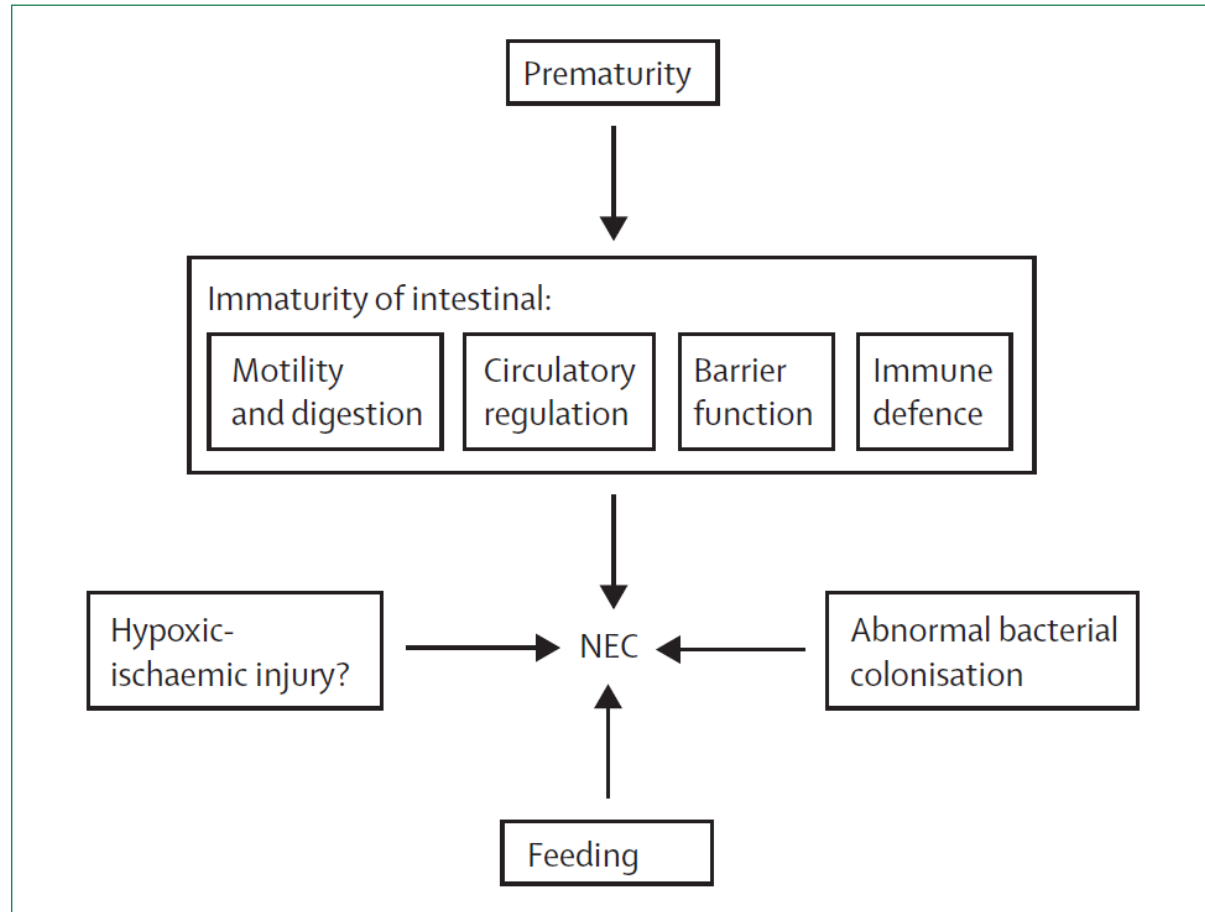 Prematurity
Immaturity of intestinal:
Motility
and digestion
Circulatory
regulation
Barrier
function
Immune
defence
Hypoxic-
ischaemic injury?
NEC
Abnormal bacterial
colonisation
Feeding